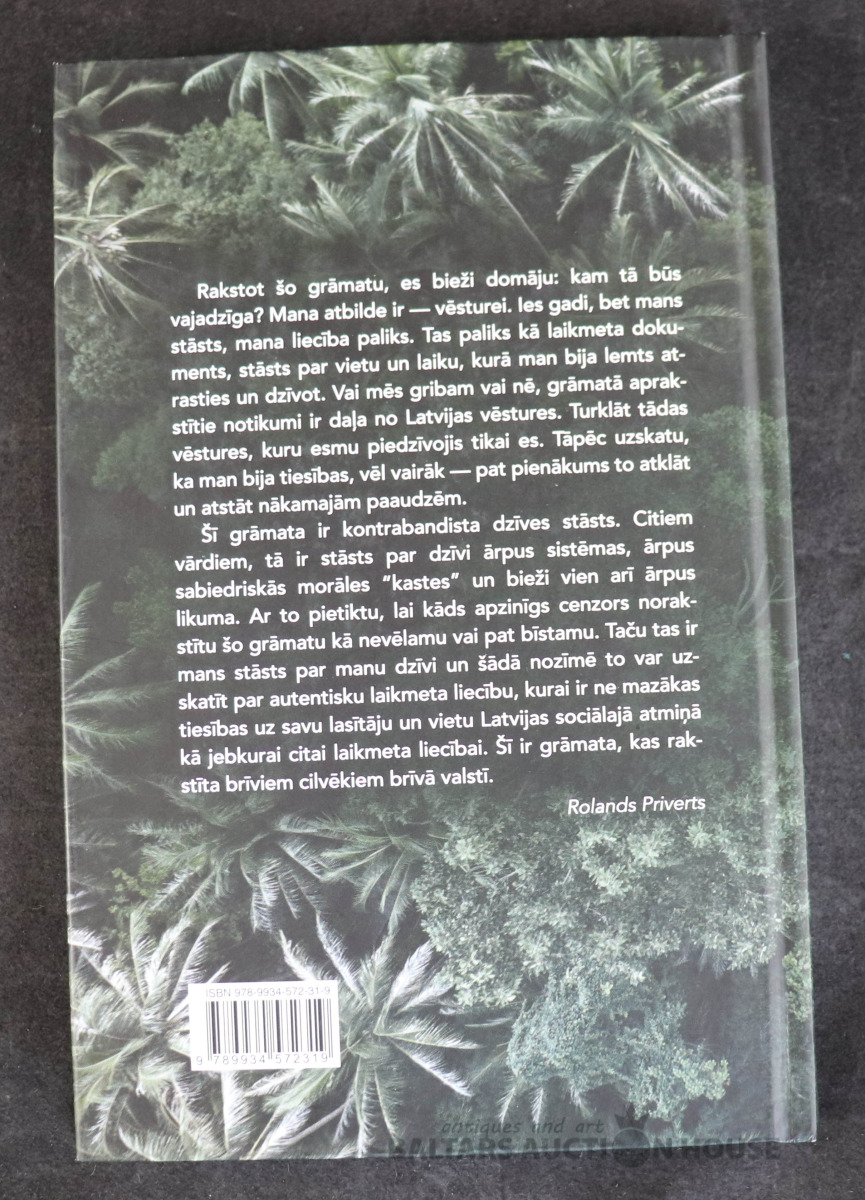 Rakstot šo grāmatu, es bieži domāju: kam tā būs
vajadzīga? Mana atbilde ir — vēsturei. Ies gadi, bet mans
stāsts, mana liecība paliks. Tas paliks kā laikmeta doku-
ments, stāsts par vietu un laiku, kurā man bija lemts at-
rasties un dzīvot. Vai mēs gribam vai nē, grāmatā aprak-
stītie notikumi ir daļa no Latvijas vēstures. Turklāt tādas
vēstures, kuru esmu piedzīvojis tikai es. Tāpēc uzskatu,
ka man bija tiesības, vēl vairāk — pat pienākums to atklāt
un atstāt nākamajām paaudzēm.
Šī grāmata ir kontrabandista dzīves stāsts. Citiem
vārdiem, tā ir stāsts par dzīvi ārpus sistēmas, ārpus
sabiedriskās morāles “kastes” un bieži vien arī ārpus
likuma. Ar to pietiktu, lai kāds apzinīgs cenzors norak-
stītu šo grāmatu kā nevēlamu vai pat bīstamu. Taču tas ir
mans stāsts par manu dzīvi un šādā nozīmē to var uz-
skatīt par autentisku laikmeta liecību, kurai ir ne mazākas
tiesības uz savu lasītāju un vietu Latvijas sociālajā atmiņā
kā jebkurai citai laikmeta liecībai. Šī ir grāmata, kas rak-
stīta brīviem cilvēkiem brīvā valstī.
Rolands Priverts
ISBN 978-9934-572-31-9
9 789934 572319
antiques and art
BALTARS AUCTION HOUSE